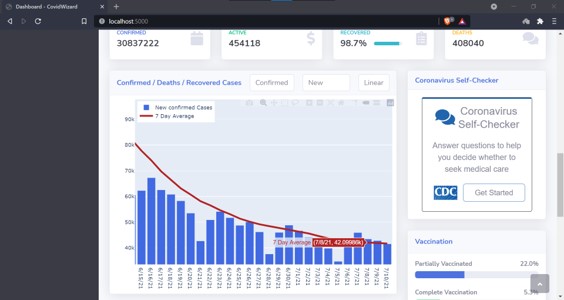 Dashboard - CovidWizard
localhost:5000
CONFIRMED
30837222
ACTIVE
454118
RECOVERED
98.7%
DEATHS
408040
Confirmed / Deaths / Recovered Cases
Confirmed
New
Linear
New confirmed Cases
7 Day Average
90k
80k
70k
60k
50k
40k
7 Day Average (7/8/21, 42.09986k)
6/15/21
6/16/21
6/17/21
6/18/21
6/19/21
6/20/21
6/21/21
6/22/21
6/23/21
6/24/21
6/25/21
6/26/21
6/27/21
6/28/21
6/29/21
6/30/21
7/1/21
7/2/21
7/3/21
7/4/21
7/5/21
7/6/21
7/7/21
7/8/21
7/9/21
7/10/21
Coronavirus Self-Checker
Coronavirus
Self-Checker
Answer questions to help
you decide whether to
seek medical care
CDC
Get Started
Vaccination
Partially Vaccinated 22.0%
Complete Vaccination